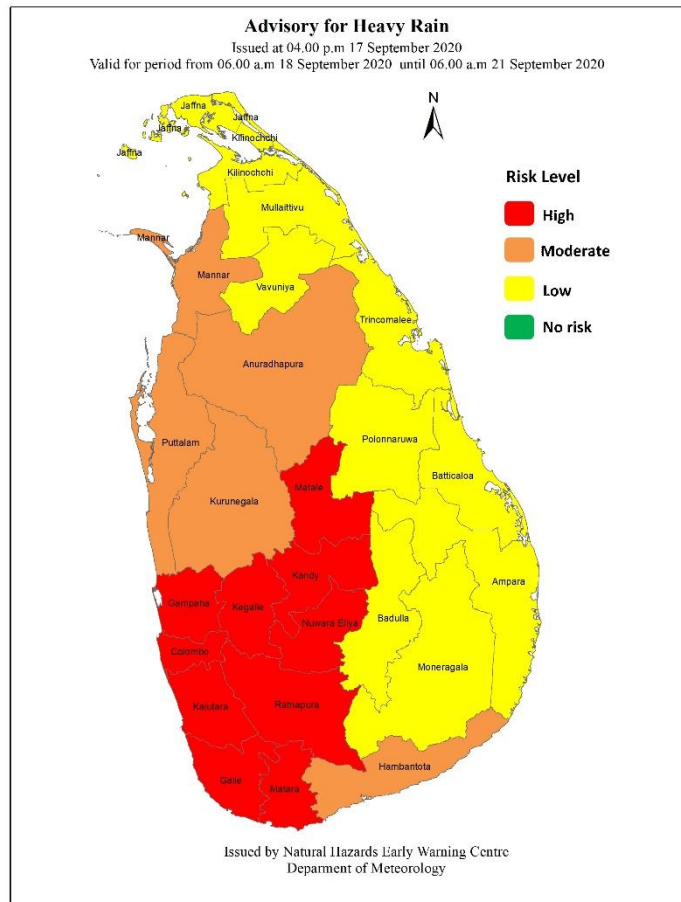 Advisory for Heavy Rain
Issued at 04.00 p.m 17 September 2020
Valid for period from 06.00 a.m 18 September 2020 until 06.00 a.m 21 September 2020
N
Jaffna
Jaffna
Jaffna
Kilinochchi
Jaffna
Kilinochchi
Risk Level
Mullaittivu
High
Mannar
Moderate
Mannar
Vavuniya
Low
Trincomalee
No risk
Anuradhapura
Puttalam
Polonnaruwa
Batticaloa
Matale
Kurunegala
Kandy
Ampara
Gampaha
Kegalle
Nuwara Eliya
Badulla
Colombo
Moneragala
Kalutara
Ratnapura
Hambantota
Galle
Matara
Issued by Natural Hazards Early Warning Centre
Deparment of Meteorology